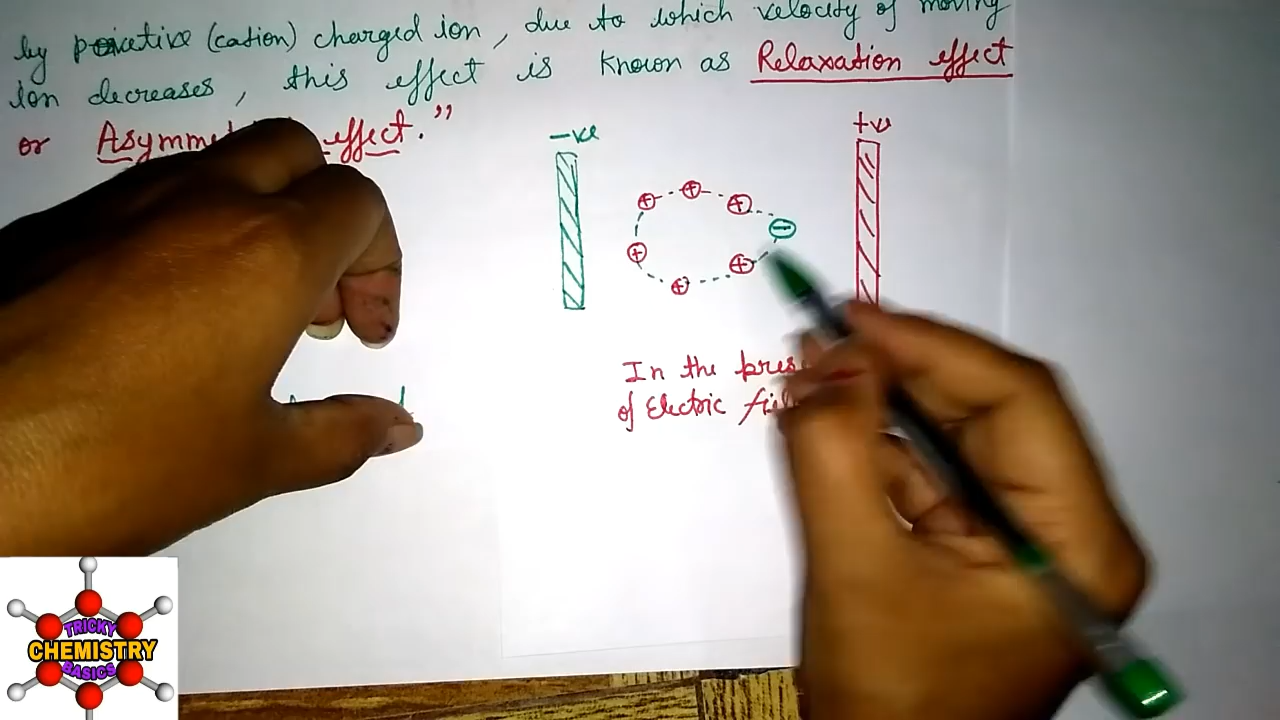 by poistive (cation) charged ion, due to which velocity of moving
ion decreases, this effect is known as Relaxation effect
or effect."
-ve
+ve
In the
of Electric
TRICKY
CHEMISTRY
BASICS